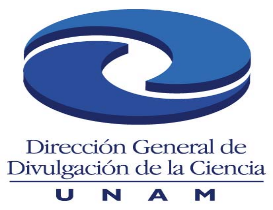 Dirección General de
Divulgación de la Ciencia
UNAM